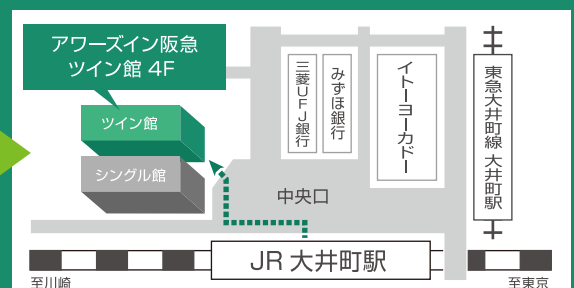 アワーズイン阪急
ツイン館 4F
ツイン館
シングル館
三菱UFJ銀行
みずほ銀行
イトーヨーカドー
東急大井町線 大井町駅
中央口
JR 大井町駅
至川崎
至東京